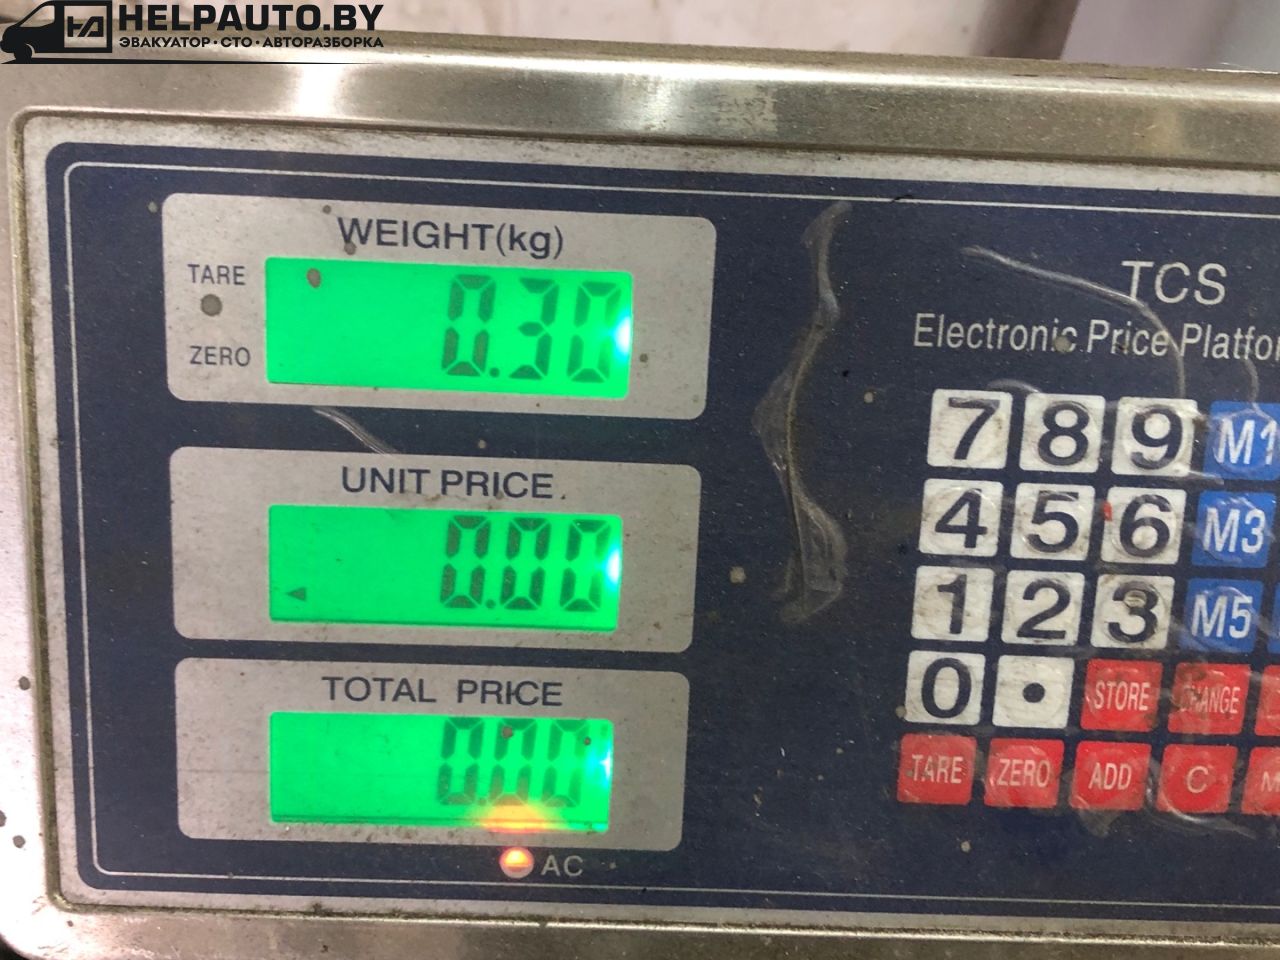 HELPAUTO.BY
ЭВАКУАТОР·СТО·АВТОРАЗБОРКА
WEIGHT(kg)
TARE
ZERO
0.30
UNIT PRICE
0.00
TOTAL PRICE
0.00
AC
TCS
Electronic Price
7 8 9 M1
4 5 6 M3
1 2 3 M5
0 . STORE CHANGE
TARE ZERO ADD C